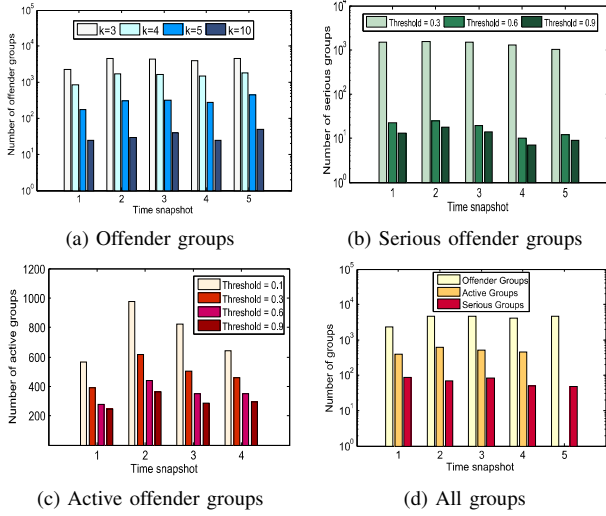 Number of offender groups
10^5
10^4
10^3
10^2
10^1
10^0
k=3 k=4 k=5 k=10
1 2 3 4 5
Time snapshot
(a) Offender groups
Number of serious groups
10^4
10^3
10^2
10^1
10^0
Threshold = 0.3 Threshold = 0.6 Threshold = 0.9
1 2 3 4 5
Time snapshot
(b) Serious offender groups
Number of active groups
1200
1000
800
600
400
200
Threshold = 0.1
Threshold = 0.3
Threshold = 0.6
Threshold = 0.9
1 2 3 4
Time snapshot
(c) Active offender groups
Number of groups
10^5
10^4
10^3
10^2
10^1
10^0
Offender Groups
Active Groups
Serious Groups
1 2 3 4 5
Time snapshot
(d) All groups